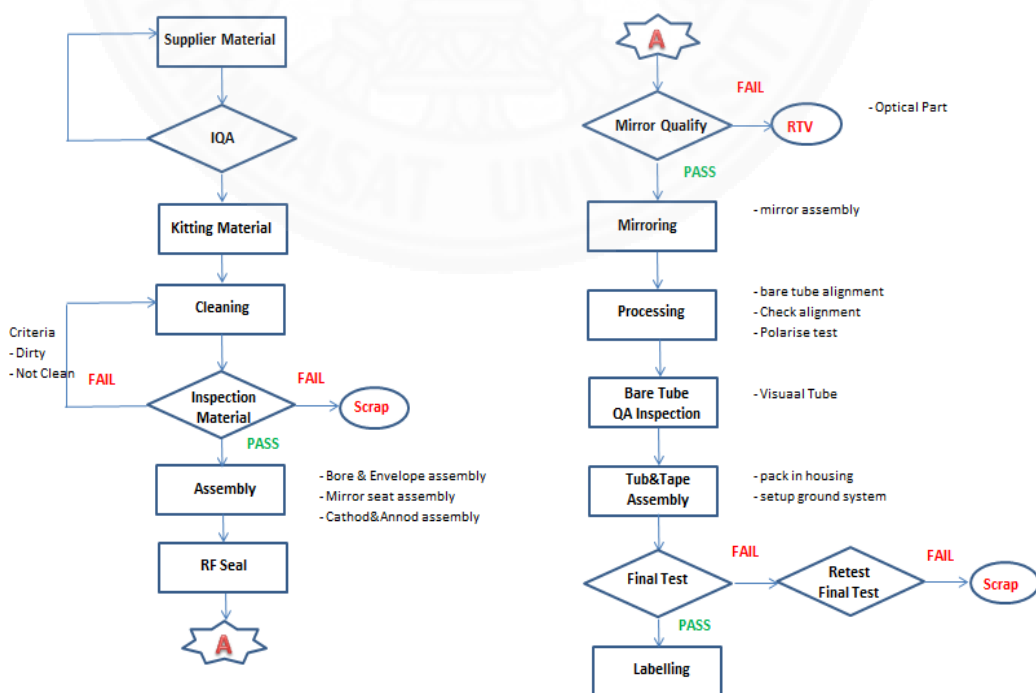 Supplier Material
IQA
Kitting Material
Cleaning
Criteria
- Dirty
- Not Clean
FAIL
Inspection
Material
FAIL
Scrap
PASS
Assembly
- Bore & Envelope assembly
- Mirror seat assembly
- Cathod&Annod assembly
RF Seal
A
A
Mirror Qualify
FAIL
RTV
- Optical Part
PASS
Mirroring
- mirror assembly
Processing
- bare tube alignment
- Check alignment
- Polarise test
Bare Tube
QA Inspection
- Visuaal Tube
Tub&Tape
Assembly
- pack in housing
- setup ground system
Final Test
FAIL
Retest
Final Test
FAIL
Scrap
PASS
Labelling